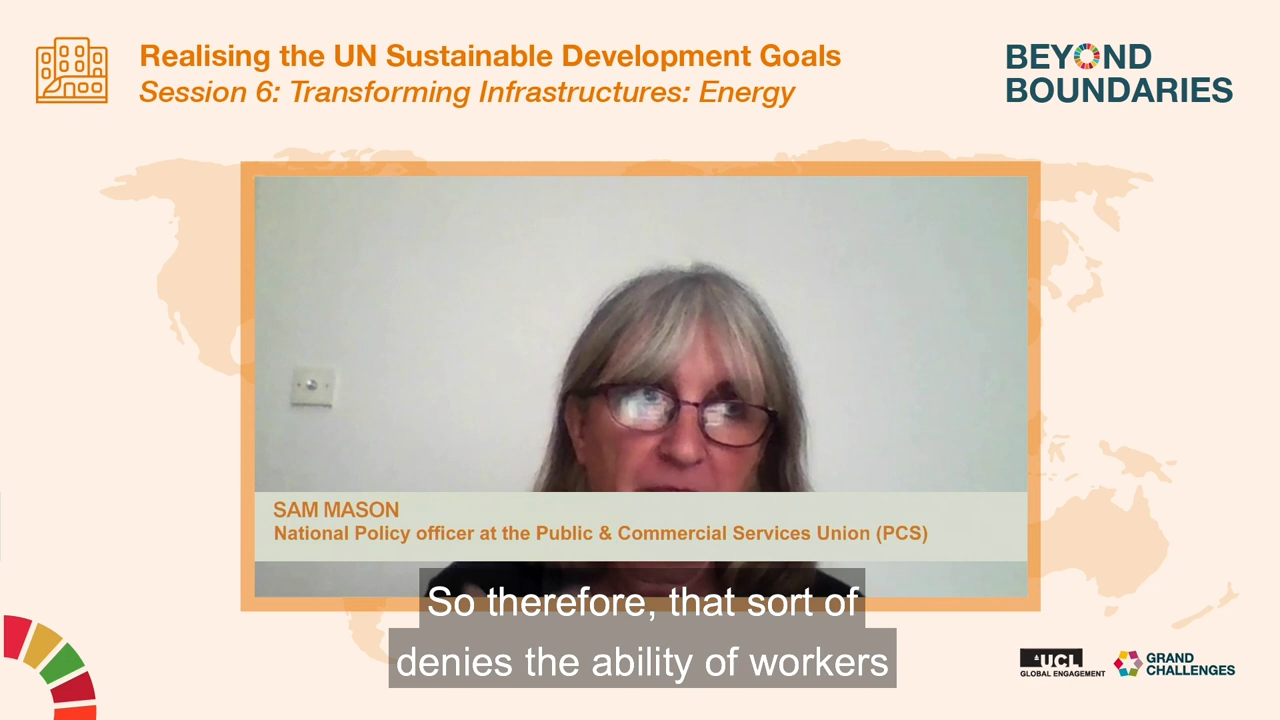 Realising the UN Sustainable Development Goals
Session 6: Transforming Infrastructures: Energy
BEYOND
BOUNDARIES
SAM MASON
National Policy officer at the Public & Commercial Services Union (PCS)
So therefore, that sort of
denies the ability of workers
UCL
GLOBAL ENGAGEMENT
GRAND
CHALLENGES